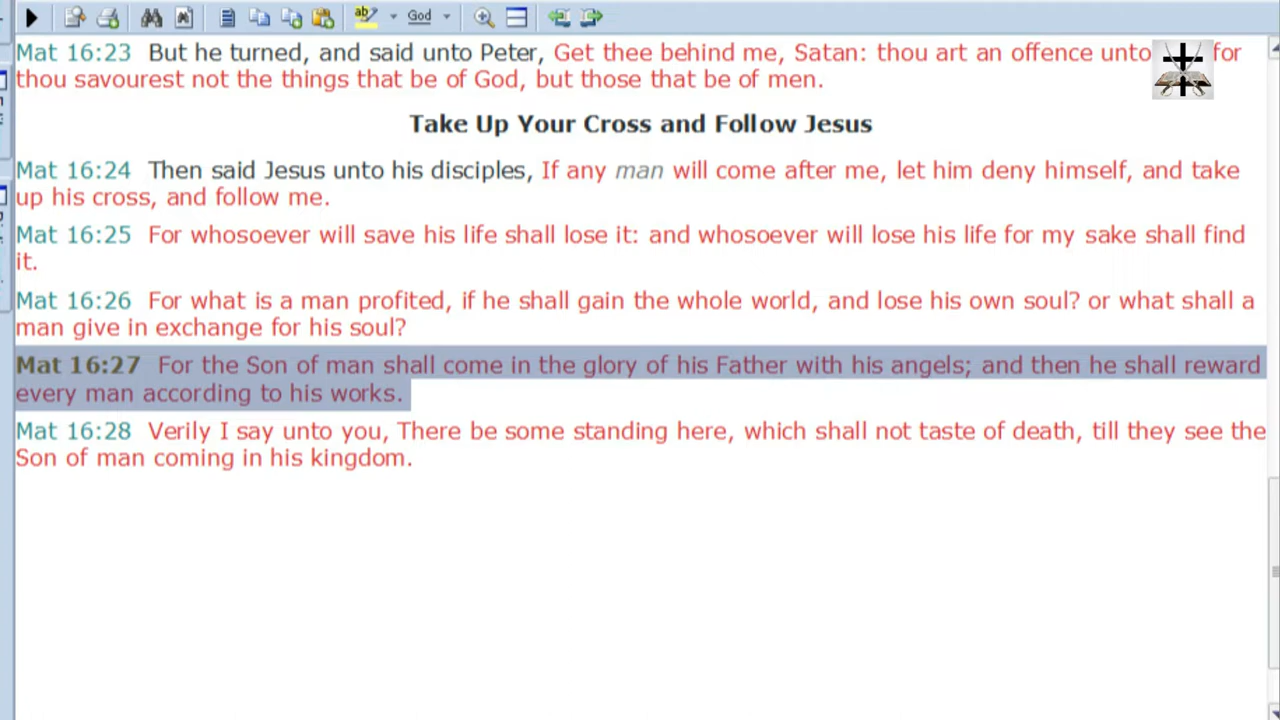 ab
God
Mat 16:23 But he turned, and said unto Peter, Get thee behind me, Satan: thou art an offence unto for
thou savourest not the things that be of God, but those that be of men.
Take Up Your Cross and Follow Jesus
Mat 16:24 Then said Jesus unto his disciples, If any man will come after me, let him deny himself, and take
up his cross, and follow me.
Mat 16:25 For whosoever will save his life shall lose it: and whosoever will lose his life for my sake shall find
it.
Mat 16:26 For what is a man profited, if he shall gain the whole world, and lose his own soul? or what shall a
man give in exchange for his soul?
Mat 16:27 For the Son of man shall come in the glory of his Father with his angels; and then he shall reward
every man according to his works.
Mat 16:28 Verily I say unto you, There be some standing here, which shall not taste of death, till they see the
Son of man coming in his kingdom.